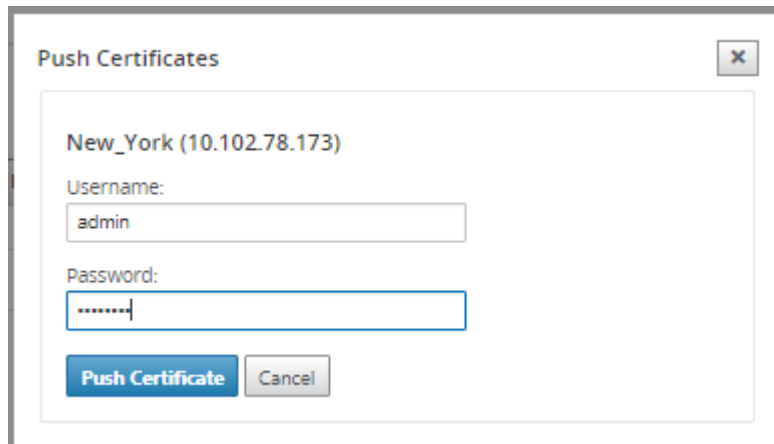 Push Certificates
New_York (10.102.78.173)
Username:
admin
Password:
••••••••
Push Certificate Cancel